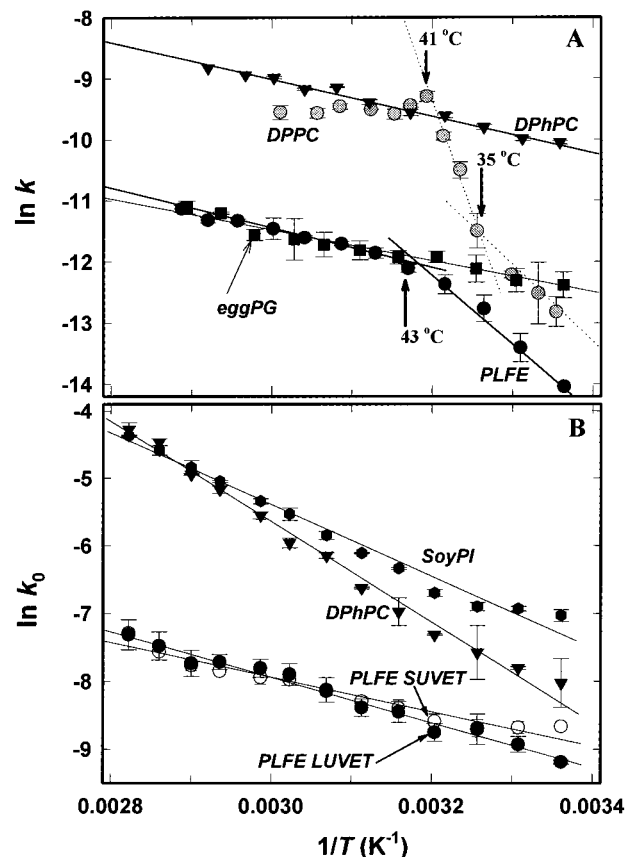 -8
-9
-10
-11
-12
-13
-14
ln k
A
41 °C
DPPC
DPhPC
35 °C
eggPG
43 °C
PLFE
-4
-5
-6
-7
-8
-9
ln k0
B
SoyPI
DPhPC
PLFE SUVET
PLFE LUVET
0.0028
0.0030
0.0032
0.0034
1/T (K-1)